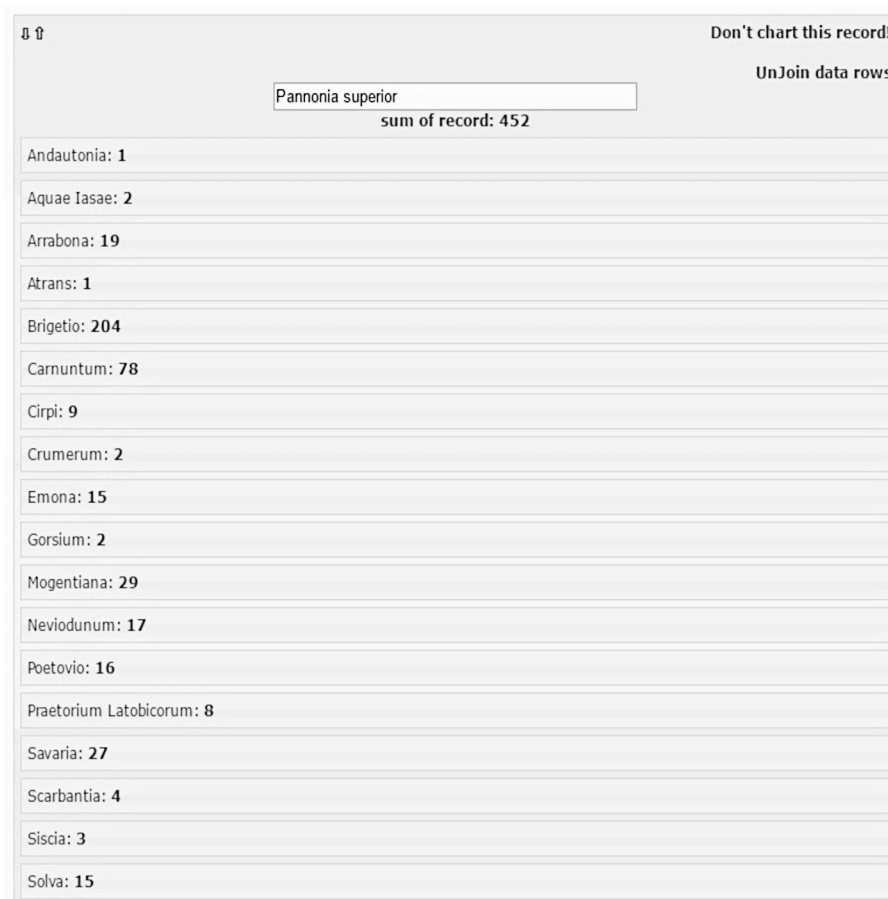 ⇩ ⇧ Don't chart this record!
UnJoin data rows
Pannonia superior
sum of record: 452
Andautonia: 1
Aquae Iasae: 2
Arrabona: 19
Atrans: 1
Brigetio: 204
Carnuntum: 78
Cirpi: 9
Crumerum: 2
Emona: 15
Gorsium: 2
Mogentiana: 29
Neviodunum: 17
Poetovio: 16
Praetorium Latobicorum: 8
Savaria: 27
Scarbantia: 4
Siscia: 3
Solva: 15